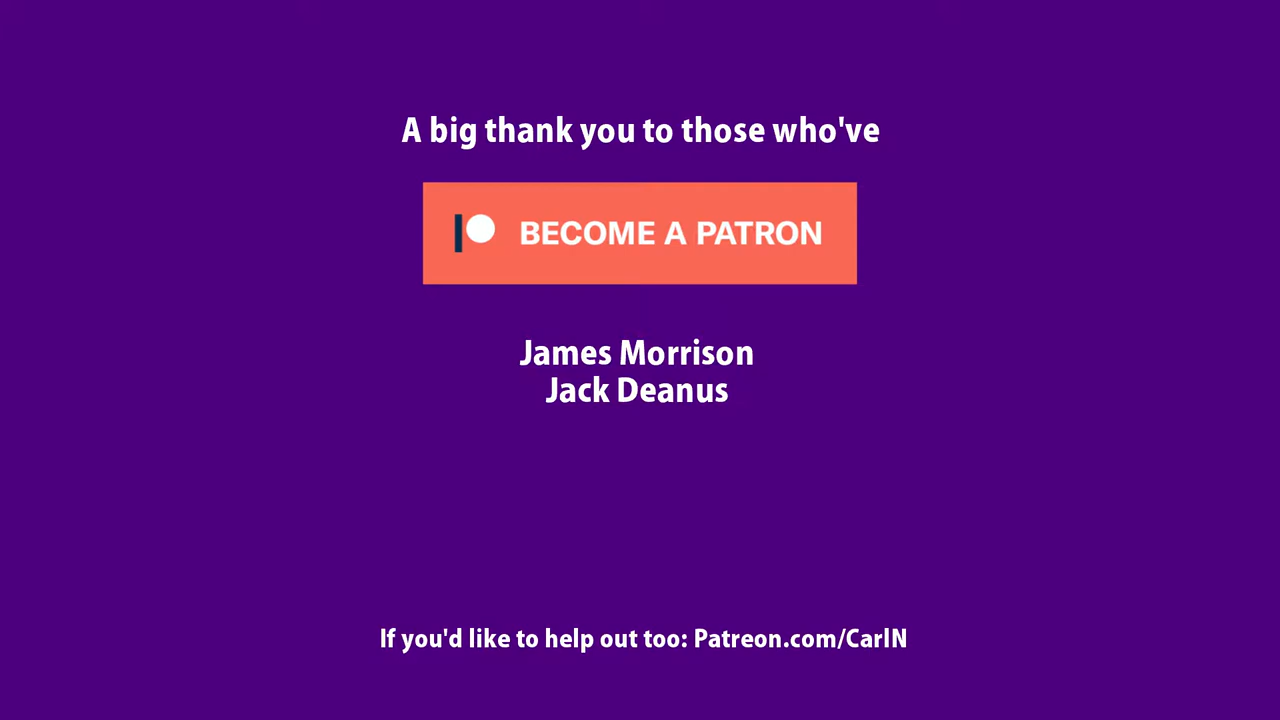 A big thank you to those who've
BECOME A PATRON
James Morrison
Jack Deanus
If you'd like to help out too: Patreon.com/CarlN